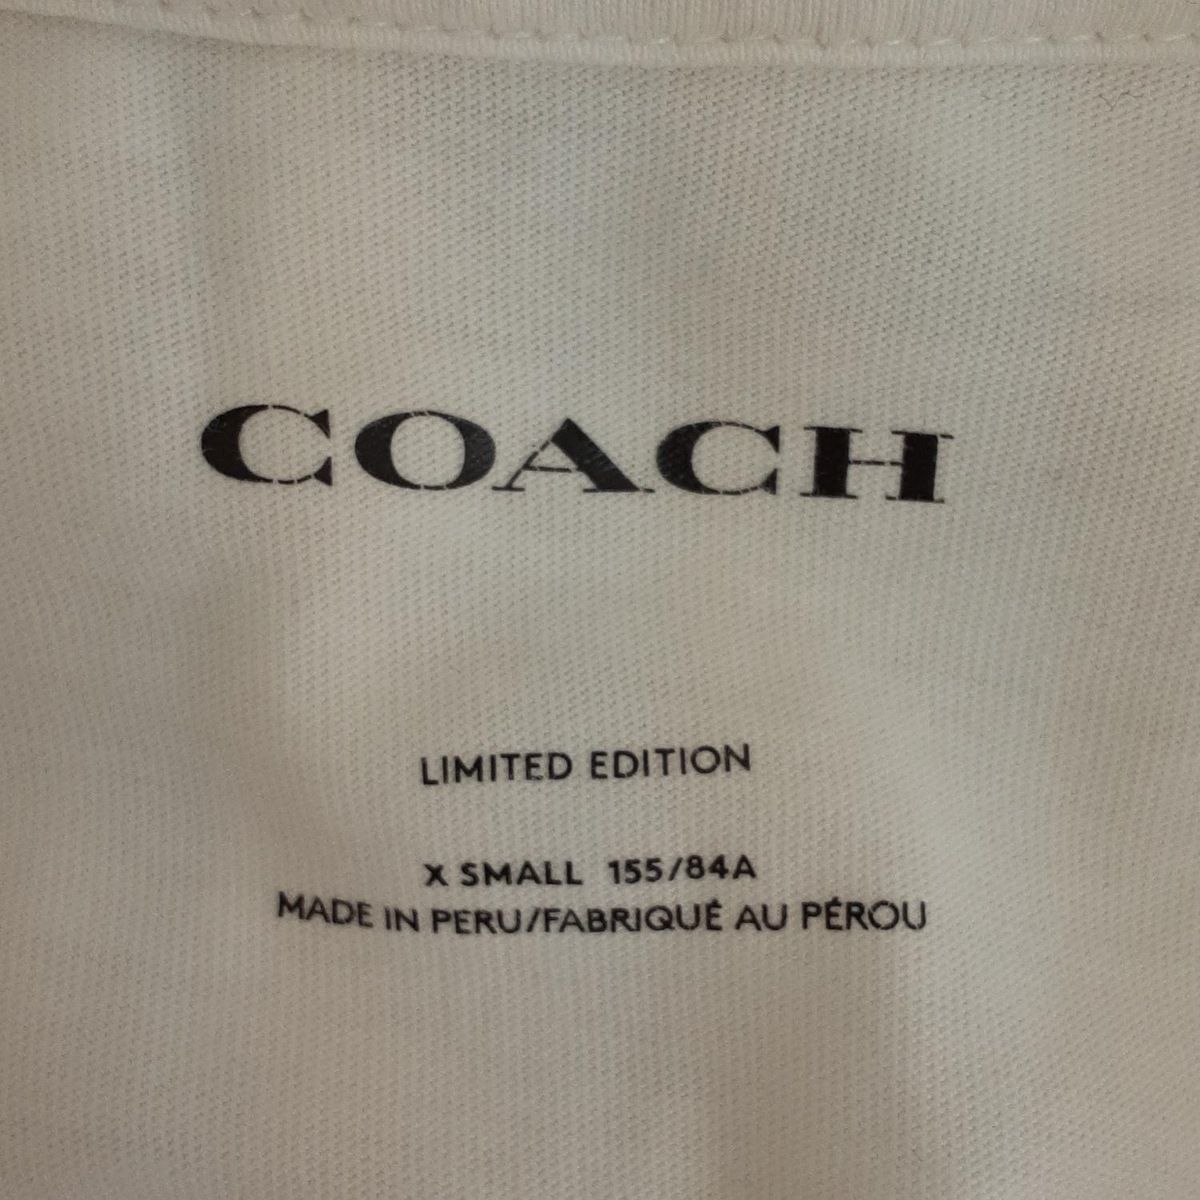 COACH
LIMITED EDITION
X SMALL 155/84A
MADE IN PERU/FABRIQUÉ AU PÉROU